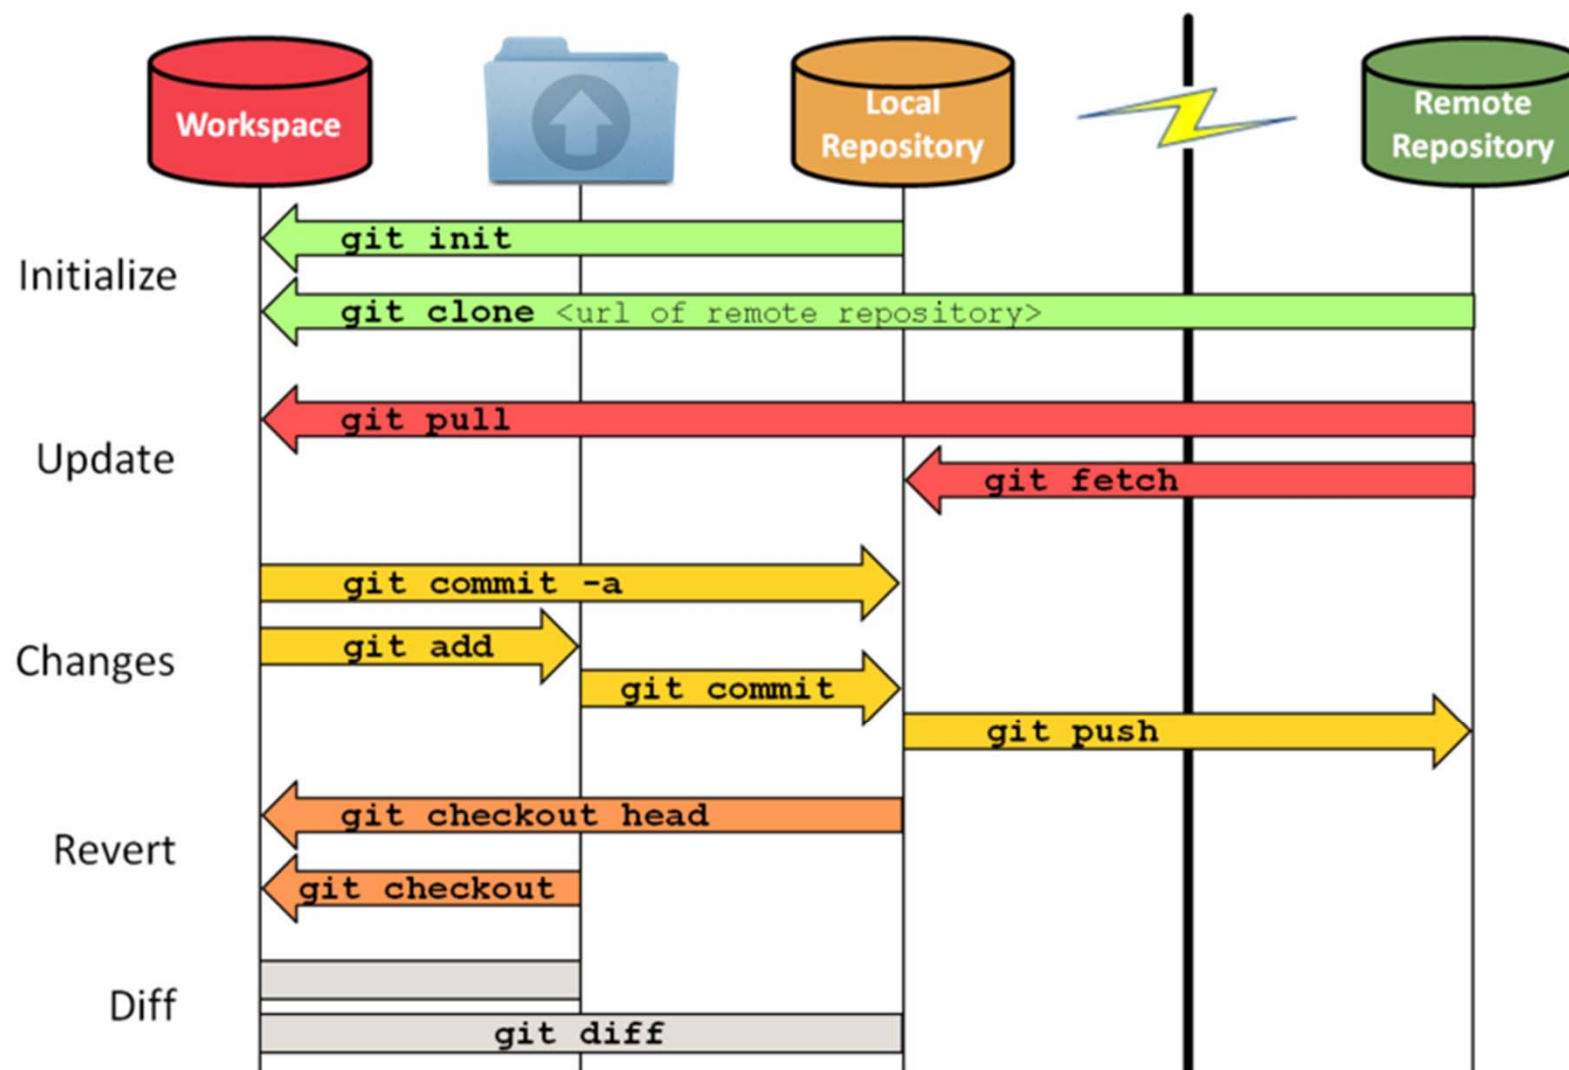 Workspace
Local
Repository
Remote
Repository
Initialize
git init
git clone <url of remote repository>
Update
git pull
git fetch
Changes
git commit -a
git add
git commit
git push
Revert
git checkout head
git checkout
Diff
git diff